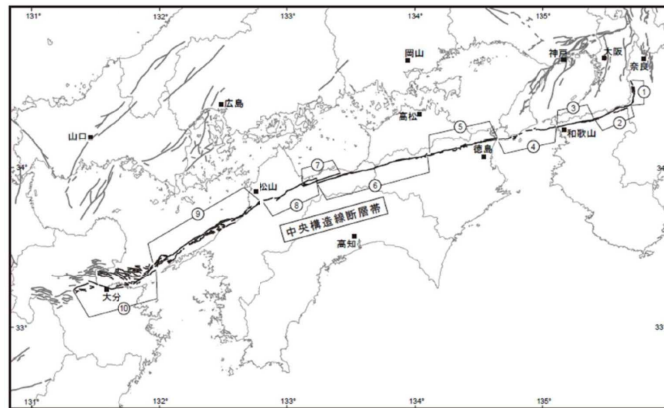 131° 132° 133° 134° 135°
岡山
神戸
大阪
奈良
①
広島
高松
③
山口
⑤
和歌山
②
34°
34°
徳島
④
⑦
松山
⑥
⑨
⑧
中央構造線断層帯
高知
大分
⑩
33°
33°
131° 132° 133° 134° 135°